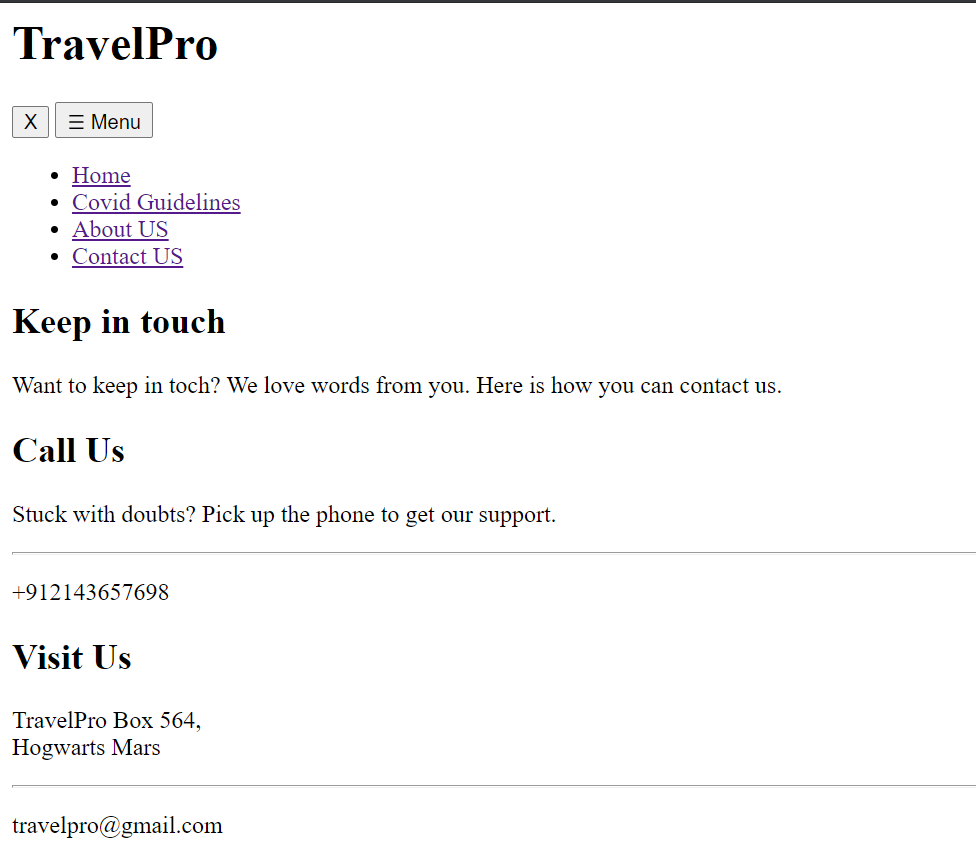 TravelPro
X ☰ Menu
Home
Covid Guidelines
About US
Contact US
Keep in touch
Want to keep in toch? We love words from you. Here is how you can contact us.
Call Us
Stuck with doubts? Pick up the phone to get our support.
+912143657698
Visit Us
TravelPro Box 564,
Hogwarts Mars
travelpro@gmail.com